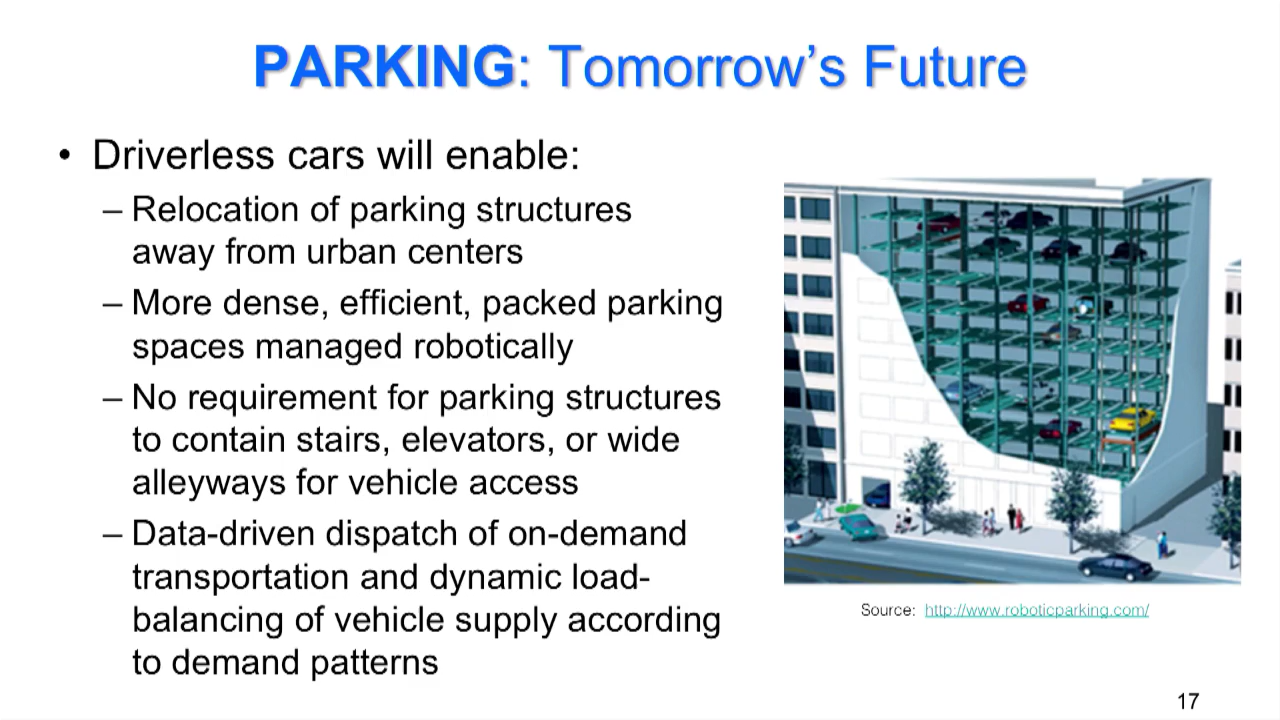 PARKING: Tomorrow’s Future
• Driverless cars will enable:
– Relocation of parking structures
away from urban centers
– More dense, efficient, packed parking
spaces managed robotically
– No requirement for parking structures
to contain stairs, elevators, or wide
alleyways for vehicle access
– Data-driven dispatch of on-demand
transportation and dynamic load-
balancing of vehicle supply according
to demand patterns
Source: http://www.roboticparking.com/
17